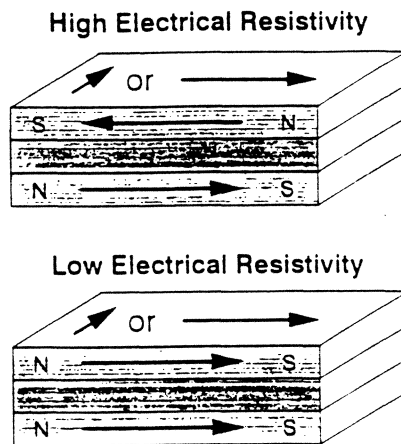 High Electrical Resistivity
or
S N
N S
Low Electrical Resistivity
or
N S
N S